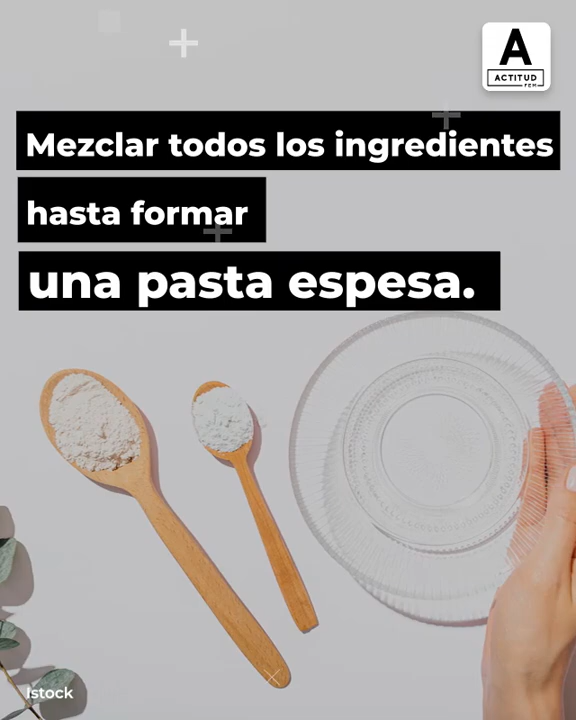 A
ACTITUD
FEM
Mezclar todos los ingredientes
hasta formar
una pasta espesa.
Istock